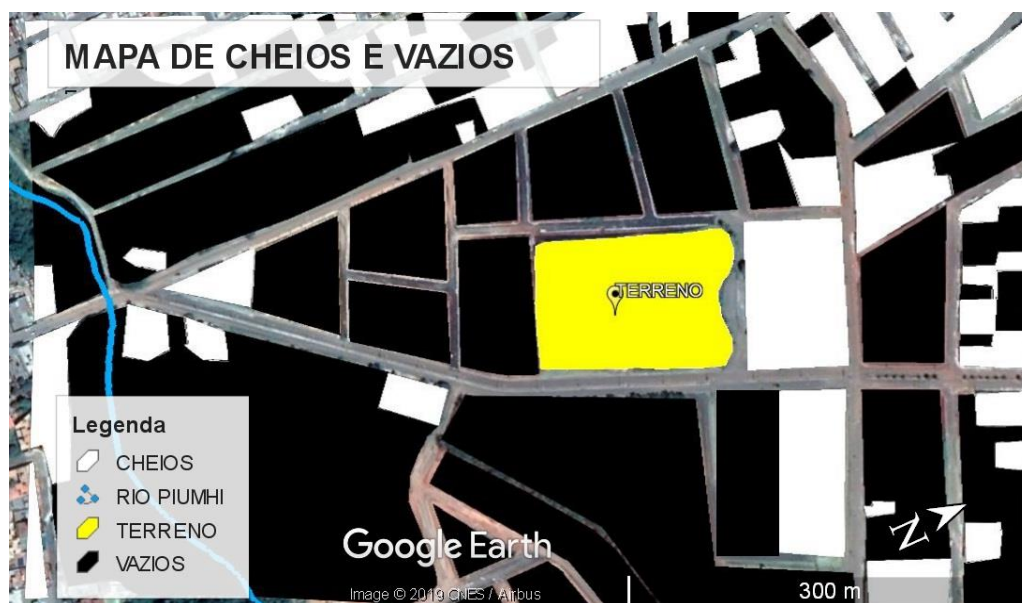 MAPA DE CHEIOS E VAZIOS
TERRENO
Legenda
CHEIOS
RIO PIUMHI
TERRENO
VAZIOS
N
Google Earth
Image © 2019 CNES / Airbus
300 m